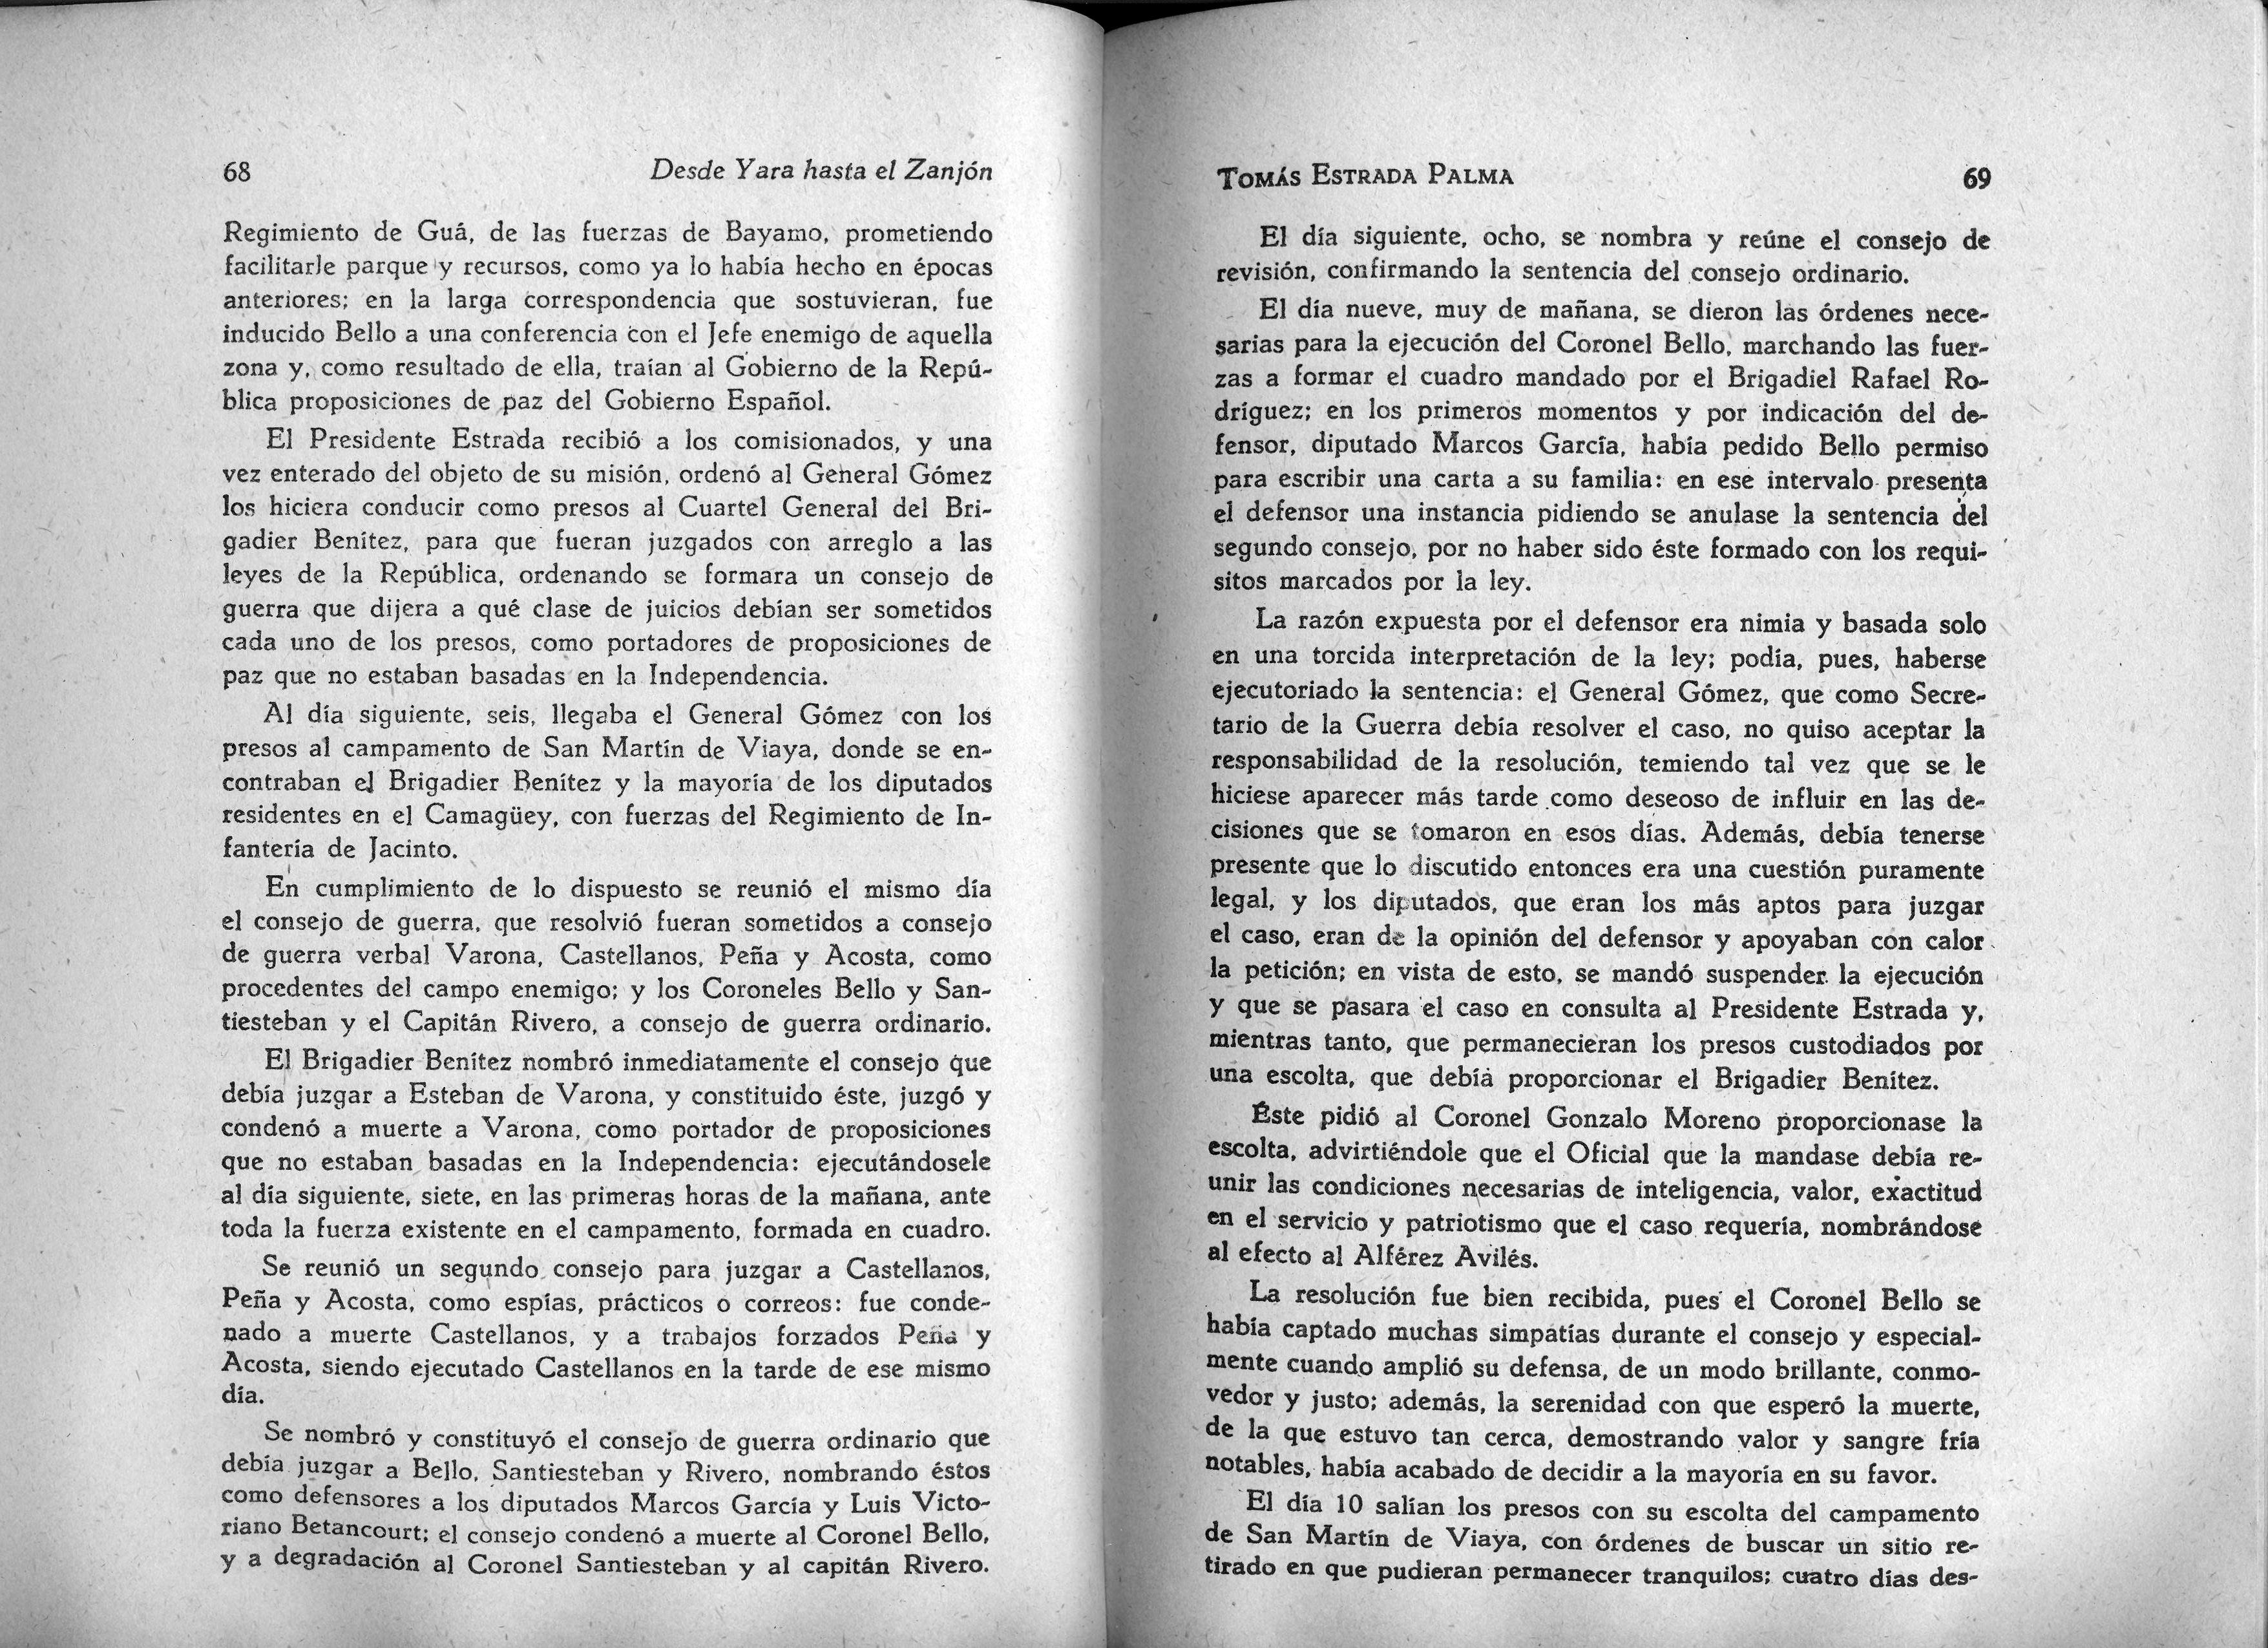 68 Desde Yara hasta el Zanjón
Regimiento de Guá, de las fuerzas de Bayamo, prometiendo
facilitarle parque y recursos, como ya lo había hecho en épocas
anteriores; en la larga correspondencia que sostuvieran, fue
inducido Bello a una conferencia con el Jefe enemigo de aquella
zona y, como resultado de ella, traían al Gobierno de la Repú-
blica proposiciones de paz del Gobierno Español.
El Presidente Estrada recibió a los comisionados, y una
vez enterado del objeto de su misión, ordenó al General Gómez
los hiciera conducir como presos al Cuartel General del Bri-
gadier Benítez, para que fueran juzgados con arreglo a las
leyes de la República, ordenando se formara un consejo de
guerra que dijera a qué clase de juicios debían ser sometidos
cada uno de los presos, como portadores de proposiciones de
paz que no estaban basadas en la Independencia.
Al día siguiente, seis, llegaba el General Gómez con los
presos al campamento de San Martín de Viaya, donde se en-
contraban el Brigadier Benítez y la mayoría de los diputados
residentes en el Camagüey, con fuerzas del Regimiento de In-
fantería de Jacinto.
En cumplimiento de lo dispuesto se reunió el mismo día
el consejo de guerra, que resolvió fueran sometidos a consejo
de guerra verbal Varona, Castellanos, Peña y Acosta, como
procedentes del campo enemigo; y los Coroneles Bello y San-
tiesteban y el Capitán Rivero, a consejo de guerra ordinario.
El Brigadier Benítez nombró inmediatamente el consejo que
debía juzgar a Esteban de Varona, y constituido éste, juzgó y
condenó a muerte a Varona, como portador de proposiciones
que no estaban basadas en la Independencia: ejecutándosele
al día siguiente, siete, en las primeras horas de la mañana, ante
toda la fuerza existente en el campamento, formada en cuadro.
Se reunió un segundo consejo para juzgar a Castellanos,
Peña y Acosta, como espías, prácticos o correos: fue conde-
nado a muerte Castellanos, y a trabajos forzados Peña y
Acosta, siendo ejecutado Castellanos en la tarde de ese mismo
día.
Se nombró y constituyó el consejo de guerra ordinario que
debía juzgar a Bello, Santiesteban y Rivero, nombrando éstos
como defensores a los diputados Marcos García y Luis Victo-
riano Betancourt; el consejo condenó a muerte al Coronel Bello,
y a degradación al Coronel Santiesteban y al capitán Rivero.
TOMÁS ESTRADA PALMA 69
El día siguiente, ocho, se nombra y reúne el consejo de
revisión, confirmando la sentencia del consejo ordinario.
El día nueve, muy de mañana, se dieron las órdenes nece-
sarias para la ejecución del Coronel Bello, marchando las fuer-
zas a formar el cuadro mandado por el Brigadiel Rafael Ro-
dríguez; en los primeros momentos y por indicación del de-
fensor, diputado Marcos García, había pedido Bello permiso
para escribir una carta a su familia: en ese intervalo presenta
el defensor una instancia pidiendo se anulase la sentencia del
segundo consejo, por no haber sido éste formado con los requi-
sitos marcados por la ley.
La razón expuesta por el defensor era nimia y basada solo
en una torcida interpretación de la ley; podía, pues, haberse
ejecutoriado la sentencia: el General Gómez, que como Secre-
tario de la Guerra debía resolver el caso, no quiso aceptar la
responsabilidad de la resolución, temiendo tal vez que se le
hiciese aparecer más tarde como deseoso de influir en las de-
cisiones que se tomaron en esos días. Además, debía tenerse
presente que lo discutido entonces era una cuestión puramente
legal, y los diputados, que eran los más aptos para juzgar
el caso, eran de la opinión del defensor y apoyaban con calor
la petición; en vista de esto, se mandó suspender la ejecución
y que se pasara el caso en consulta al Presidente Estrada y,
mientras tanto, que permanecieran los presos custodiados por
una escolta, que debía proporcionar el Brigadier Benítez.
Éste pidió al Coronel Gonzalo Moreno proporcionase la
escolta, advirtiéndole que el Oficial que la mandase debía re-
unir las condiciones necesarias de inteligencia, valor, exactitud
en el servicio y patriotismo que el caso requería, nombrándose
al efecto al Alférez Avilés.
La resolución fue bien recibida, pues el Coronel Bello se
había captado muchas simpatías durante el consejo y especial-
mente cuando amplió su defensa, de un modo brillante, conmo-
vedor y justo; además, la serenidad con que esperó la muerte,
de la que estuvo tan cerca, demostrando valor y sangre fría
notables, había acabado de decidir a la mayoría en su favor.
El día 10 salían los presos con su escolta del campamento
de San Martín de Viaya, con órdenes de buscar un sitio re-
tirado en que pudieran permanecer tranquilos; cuatro días des-